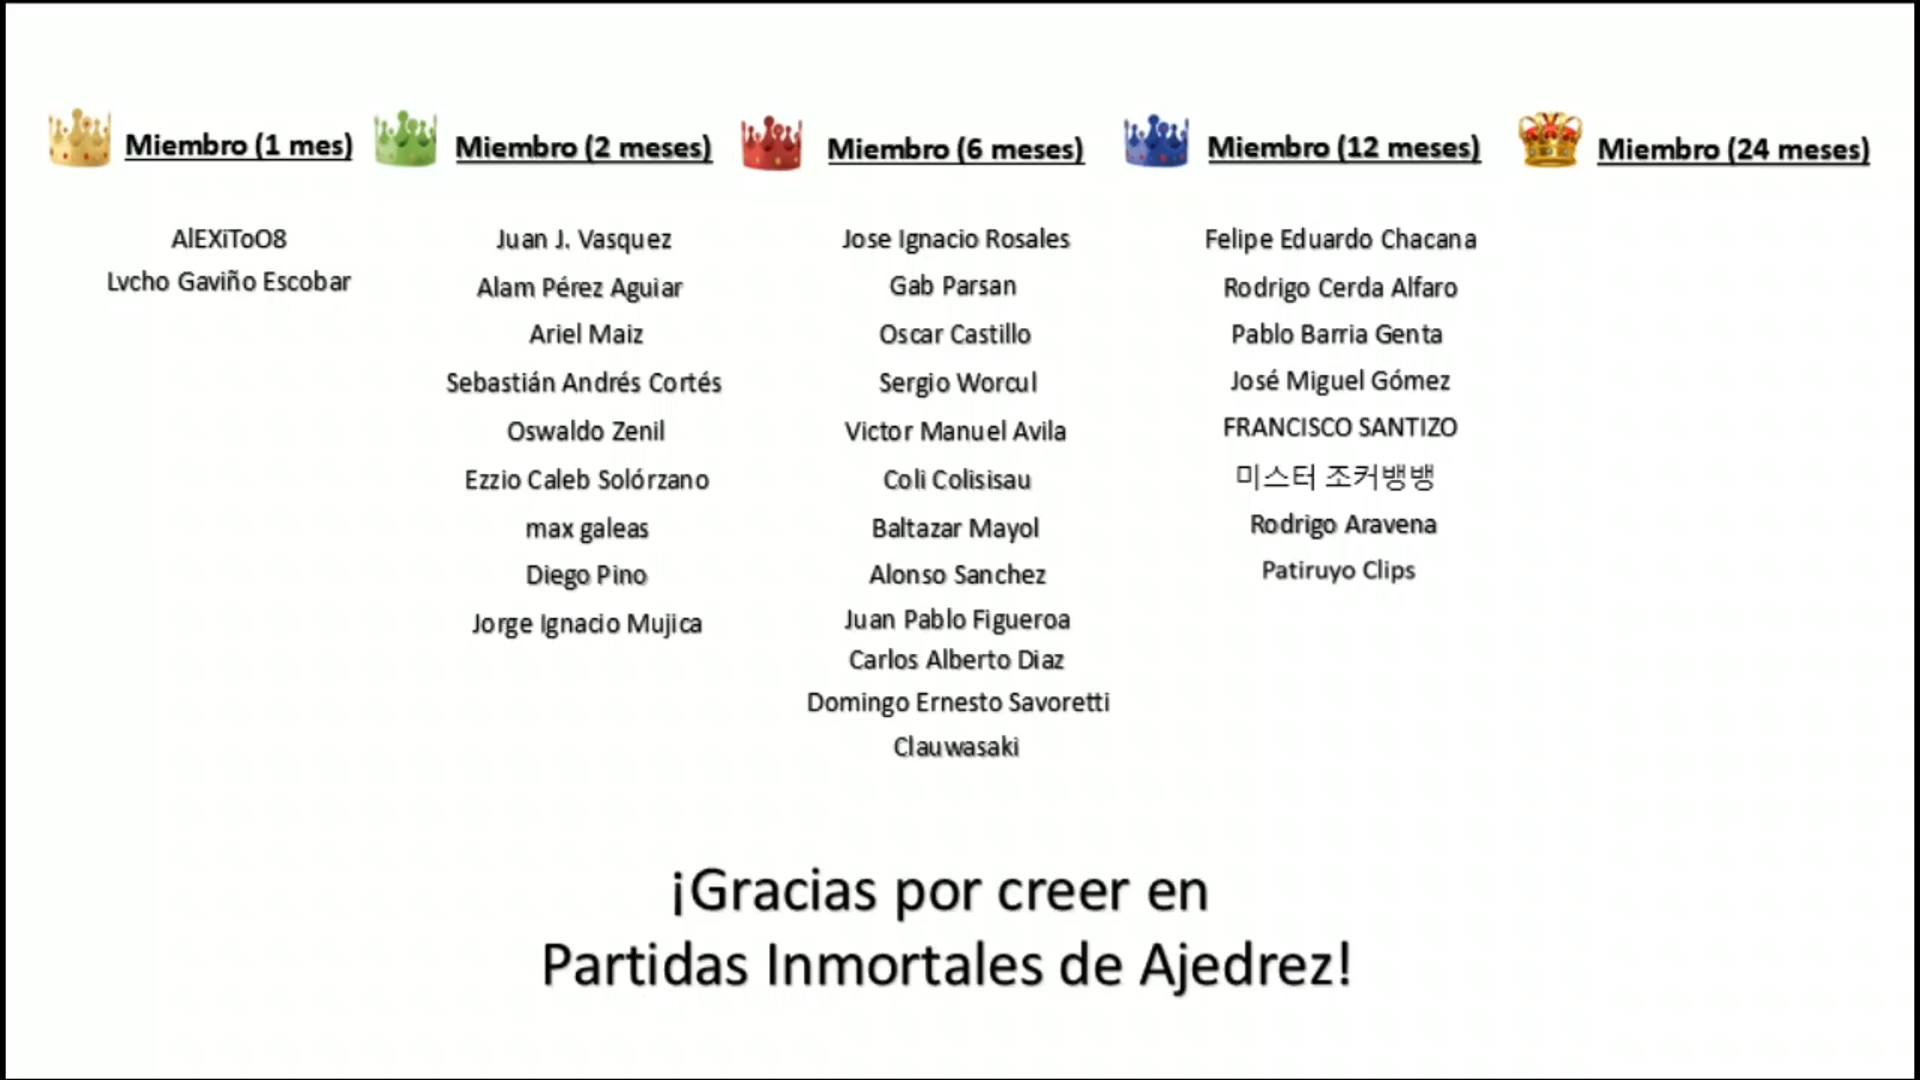 Miembro (1 mes)
AlEXiToO8
Lvcho Gaviño Escobar
Miembro (2 meses)
Juan J. Vasquez
Alam Pérez Aguiar
Ariel Maiz
Sebastián Andrés Cortés
Oswaldo Zenil
Ezzio Caleb Solórzano
max galeas
Diego Pino
Jorge Ignacio Mujica
Miembro (6 meses)
Jose Ignacio Rosales
Gab Parsan
Oscar Castillo
Sergio Worcul
Victor Manuel Avila
Coli Colisisau
Baltazar Mayol
Alonso Sanchez
Juan Pablo Figueroa
Carlos Alberto Diaz
Domingo Ernesto Savoretti
Clauwasaki
Miembro (12 meses)
Felipe Eduardo Chacana
Rodrigo Cerda Alfaro
Pablo Barria Genta
José Miguel Gómez
FRANCISCO SANTIZO
미스터 조커뱅뱅
Rodrigo Aravena
Patiruyo Clips
Miembro (24 meses)
¡Gracias por creer en
Partidas Inmortales de Ajedrez!